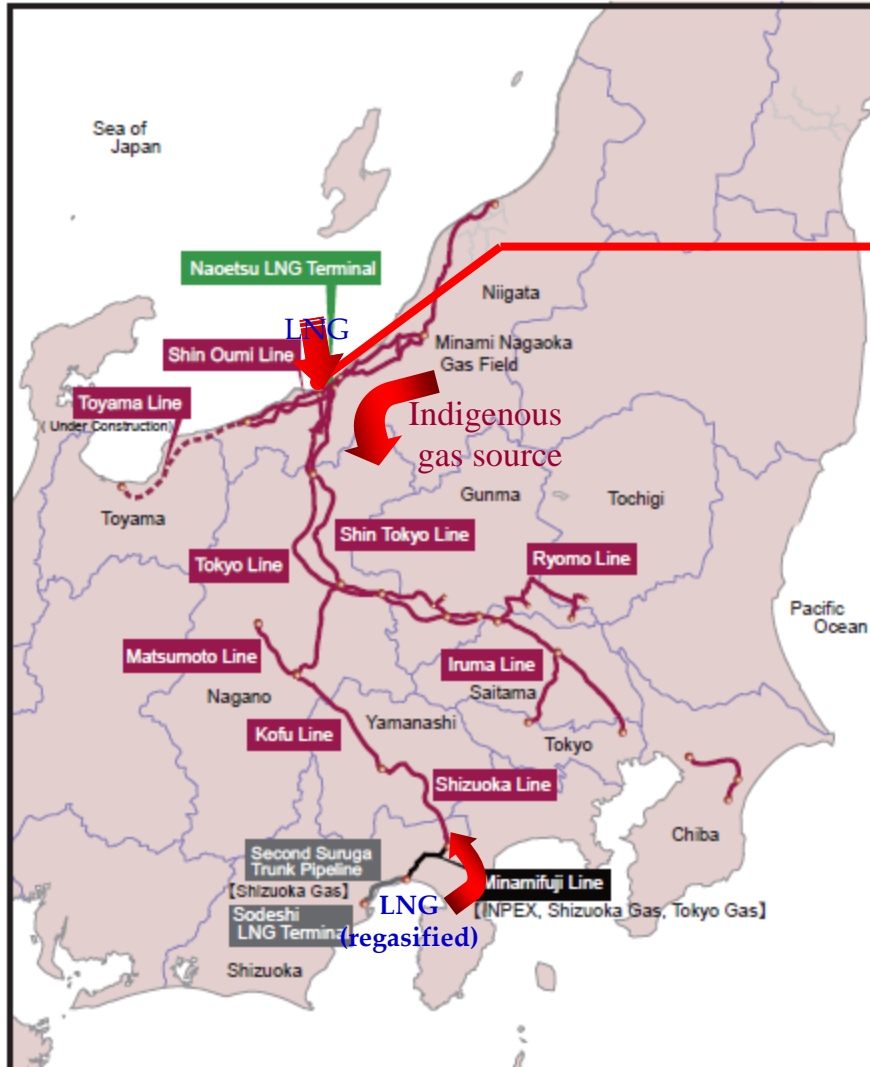 Sea of
Japan
Naoetsu LNG Terminal
Niigata
LNG
Minami Nagaoka
Gas Field
Shin Oumi Line
Toyama Line
( Under Construction)
Indigenous
gas source
Gunma
Tochigi
Toyama
Shin Tokyo Line
Tokyo Line
Ryomo Line
Pacific
Ocean
Matsumoto Line
Iruma Line
Saitama
Nagano
Yamanashi
Kofu Line
Tokyo
Shizuoka Line
Chiba
Second Suruga
Trunk Pipeline
【Shizuoka Gas】
Minamifuji Line
【INPEX, Shizuoka Gas, Tokyo Gas】
Sodeshi
LNG Terminal
LNG
(regasified)
Shizuoka